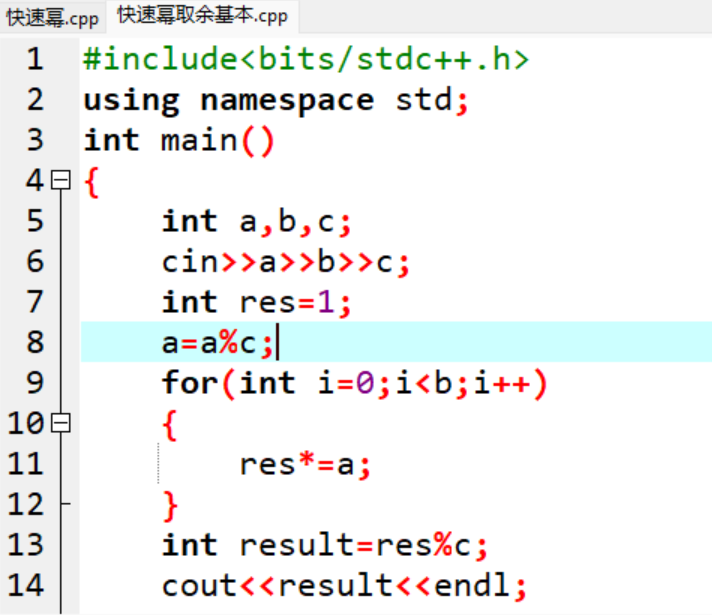 快速幂.cpp 快速幂取余基本.cpp
1 #include<bits/stdc++.h>
2 using namespace std;
3 int main()
4 {
5 int a,b,c;
6 cin>>a>>b>>c;
7 int res=1;
8 a=a%c;
9 for(int i=0;i<b;i++)
10 {
11 res*=a;
12 }
13 int result=res%c;
14 cout<<result<<endl;